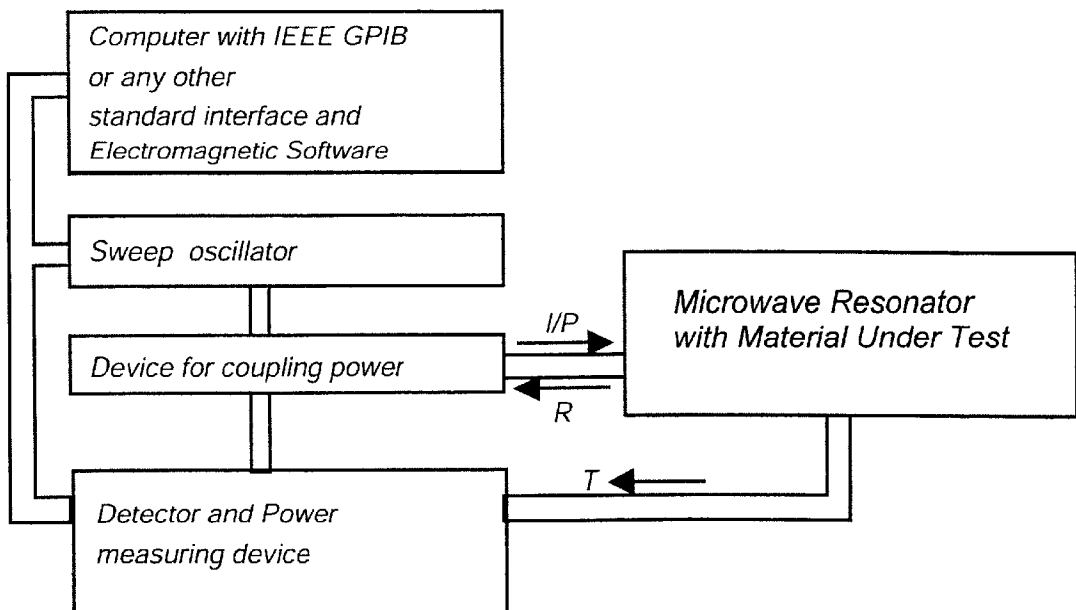 Computer with IEEE GPIB
or any other
standard interface and
Electromagnetic Software
Sweep oscillator
Device for coupling power
I/P
R
Microwave Resonator
with Material Under Test
T
Detector and Power
measuring device